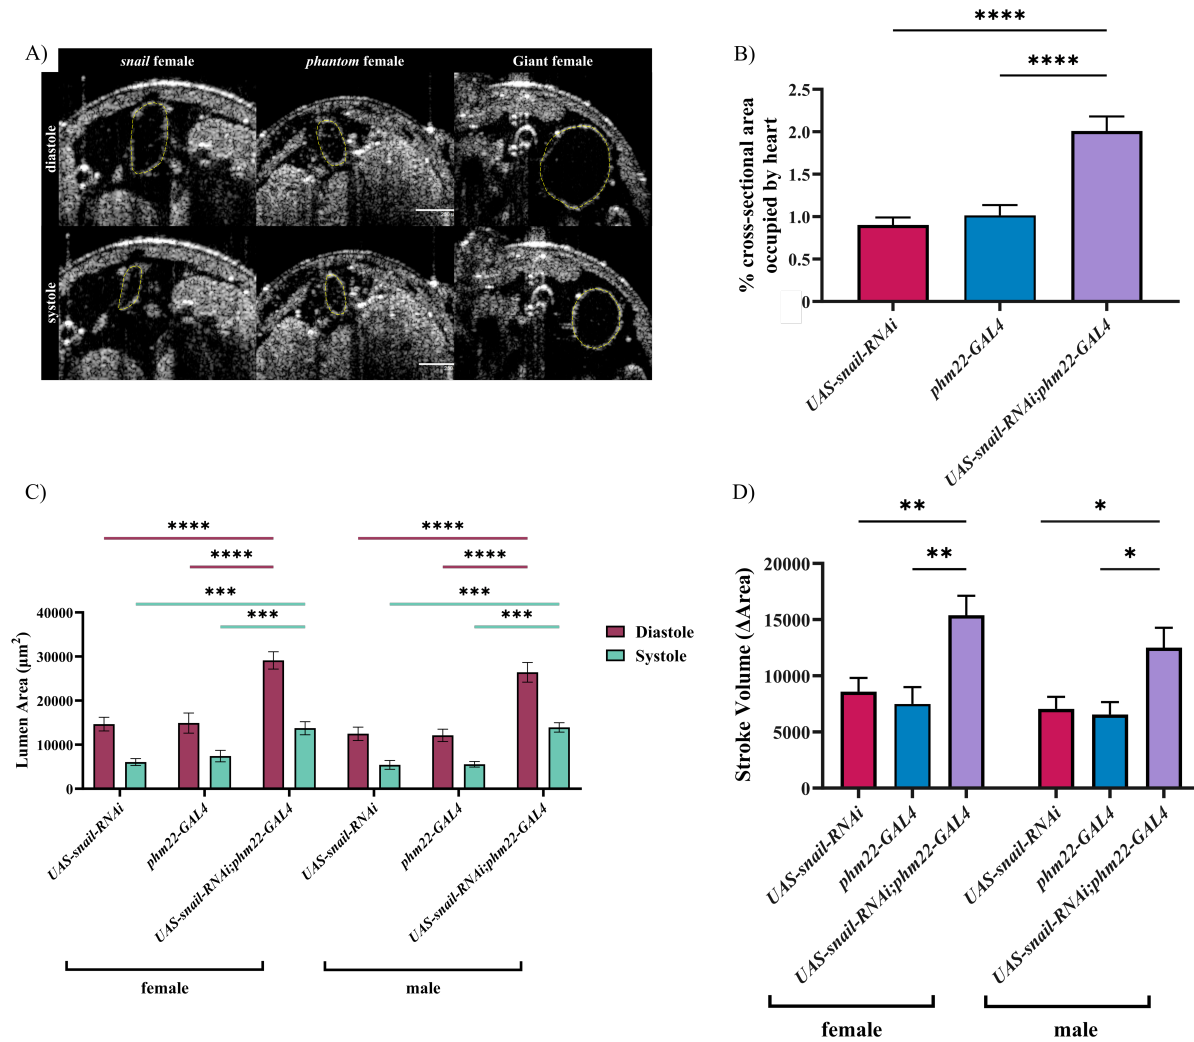 A)
snail female
phantom female
Giant female
diastole
systole
B)
****
****
% cross-sectional area
occupied by heart
2.5
2.0
1.5
1.0
0.5
0
UAS-snail-RNAi
phm22-GAL4
UAS-snail-RNAi;phm22-GAL4
C)
****
****
****
****
***
***
***
***
Lumen Area (µm²)
40000
30000
20000
10000
0
Diastole
Systole
UAS-snail-RNAi
phm22-GAL4
UAS-snail-RNAi;phm22-GAL4
UAS-snail-RNAi
phm22-GAL4
UAS-snail-RNAi;phm22-GAL4
female
male
D)
**
*
**
*
Stroke Volume (ΔArea)
20000
15000
10000
5000
0
UAS-snail-RNAi
phm22-GAL4
UAS-snail-RNAi;phm22-GAL4
UAS-snail-RNAi
phm22-GAL4
UAS-snail-RNAi;phm22-GAL4
female
male